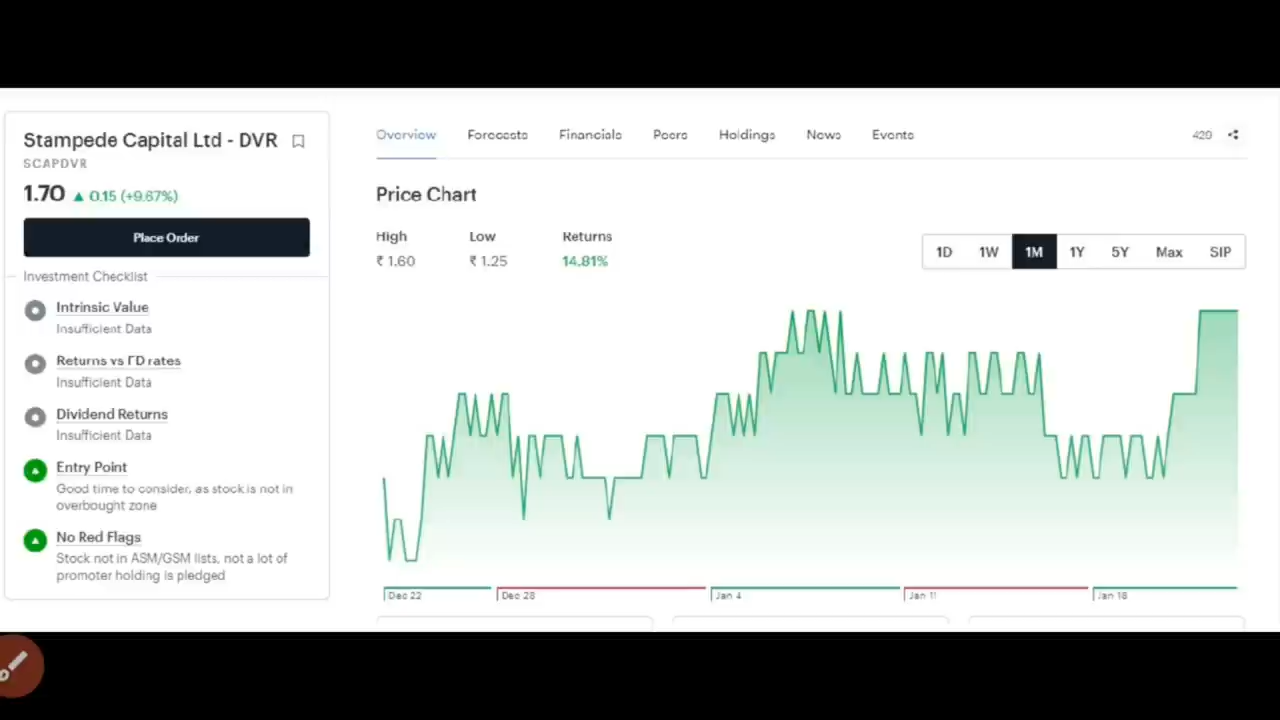 Stampede Capital Ltd - DVR
SCAPDVR
1.70 ▲ 0.15 (+9.67%)
Place Order
Investment Checklist
Intrinsic Value
Insufficient Data
Returns vs FD rates
Insufficient Data
Dividend Returns
Insufficient Data
Entry Point
Good time to consider, as stock is not in
overbought zone
No Red Flags
Stock not in ASM/GSM lists, not a lot of
promoter holding is pledged
Overview Forecasts Financials Peers Holdings News Events
429
Price Chart
High Low Returns
₹ 1.60 ₹ 1.25 14.81%
1D 1W 1M 1Y 5Y Max SIP
Dec 22 Dec 28 Jan 4 Jan 11 Jan 18